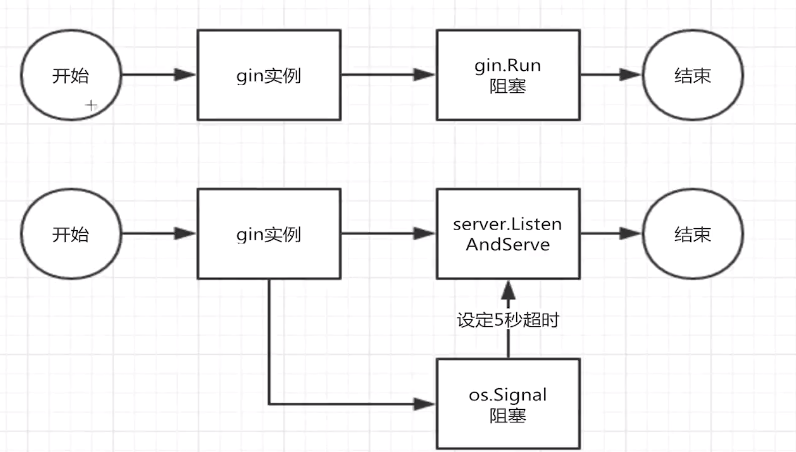 开始
gin实例
gin.Run
阻塞
结束
开始
gin实例
server.Listen
AndServe
结束
设定5秒超时
os.Signal
阻塞